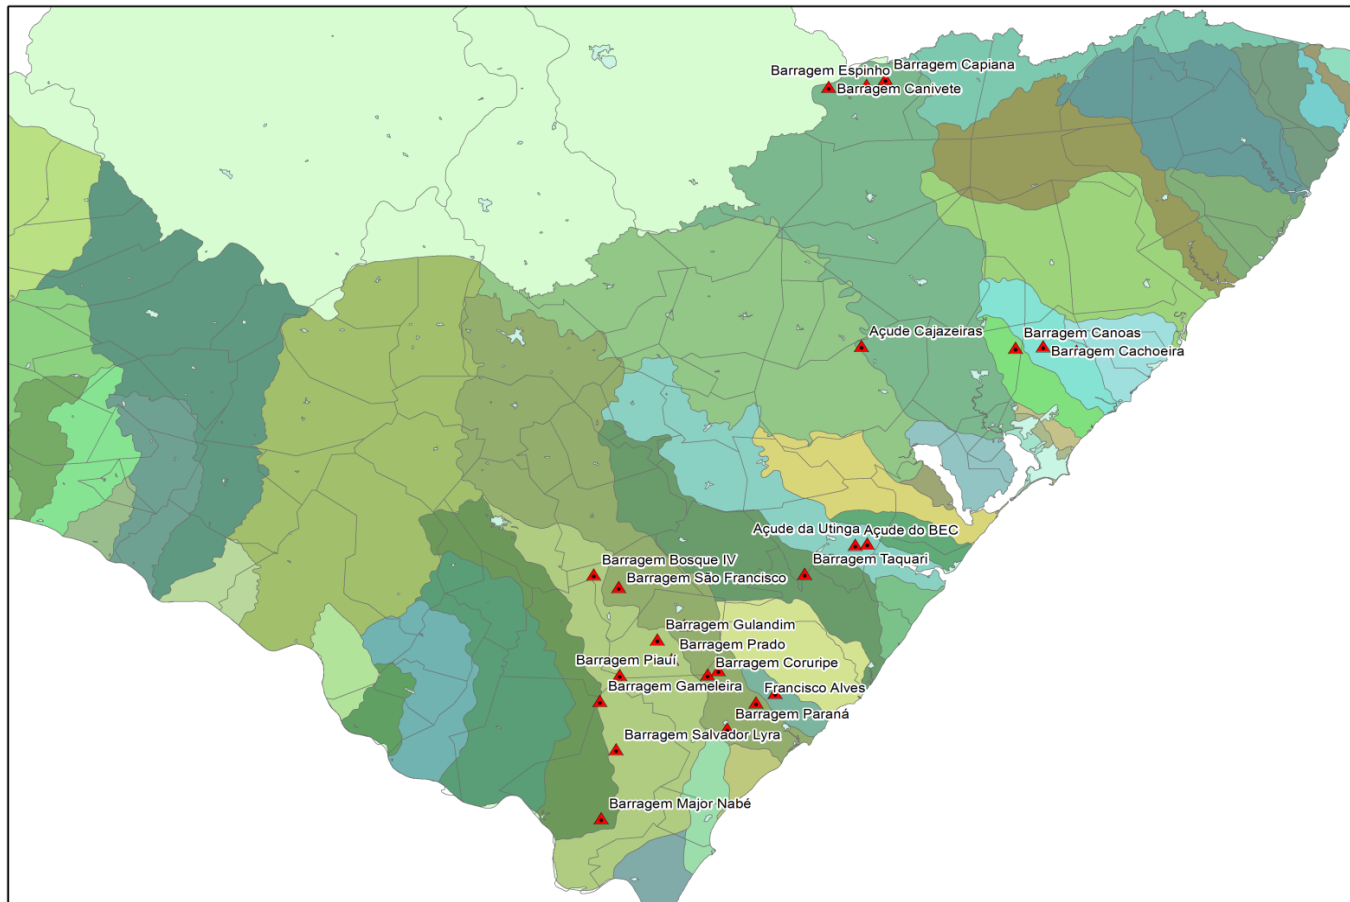 Barragem Capiana
Barragem Espinho
Barragem Canivete
Açude Cajazeiras
Barragem Canoas
Barragem Cachoeira
Açude da Utinga
Açude do BEC
Barragem Taquari
Barragem Bosque IV
Barragem São Francisco
Barragem Gulandim
Barragem Prado
Barragem Piauí
Barragem Coruripe
Barragem Gameleira
Francisco Alves
Barragem Paraná
Barragem Salvador Lyra
Barragem Major Nabé